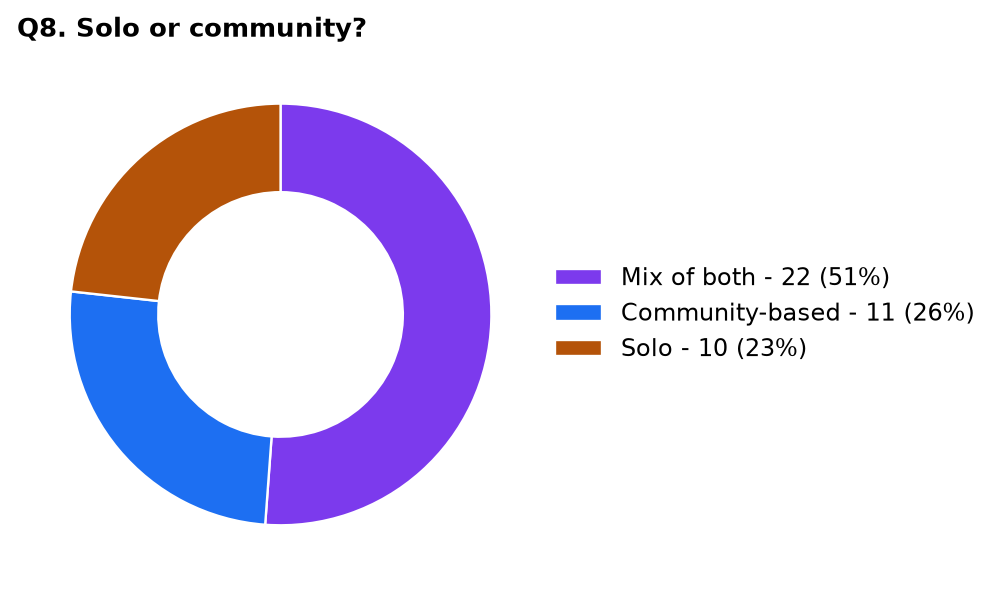 Q8. Solo or community?
Mix of both - 22 (51%)
Community-based - 11 (26%)
Solo - 10 (23%)